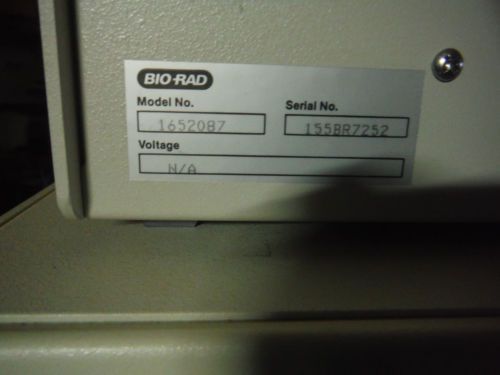 BIO-RAD
Model No. Serial No.
1652087 155BR7252
Voltage
N/A